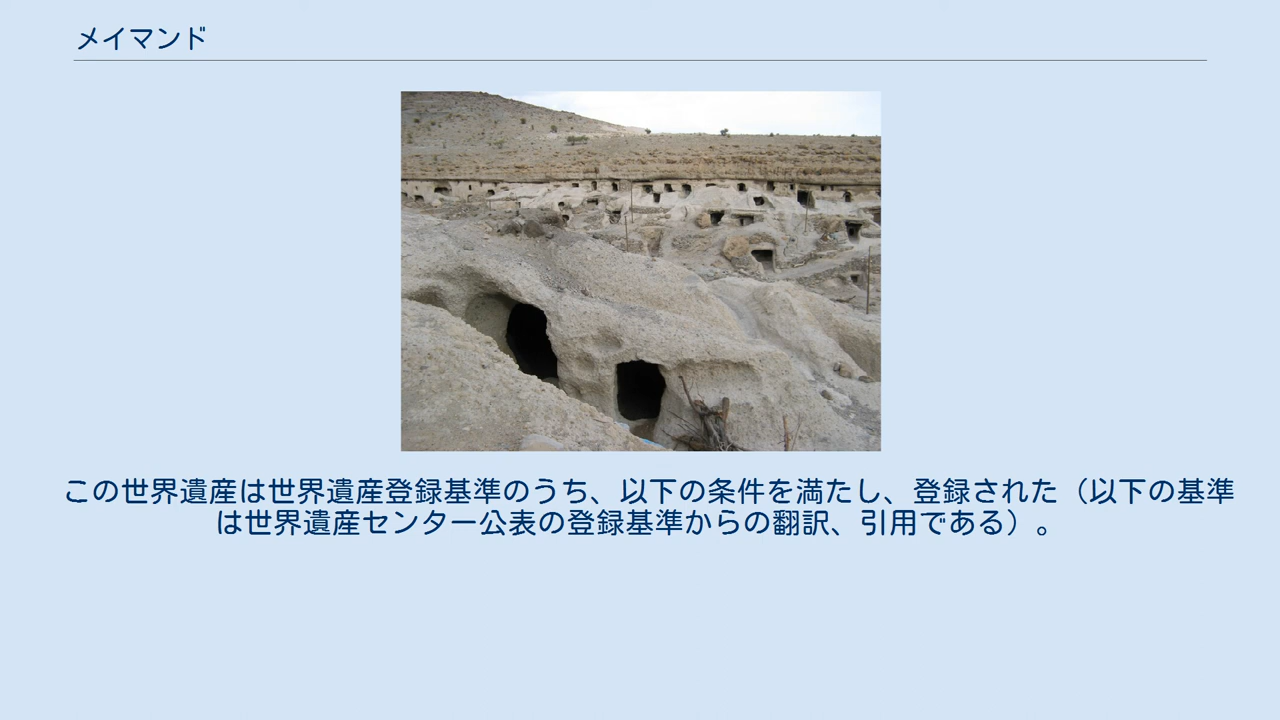 メイマンド
この世界遺産は世界遺産登録基準のうち、以下の条件を満たし、登録された（以下の基準
は世界遺産センター公表の登録基準からの翻訳、引用である）。